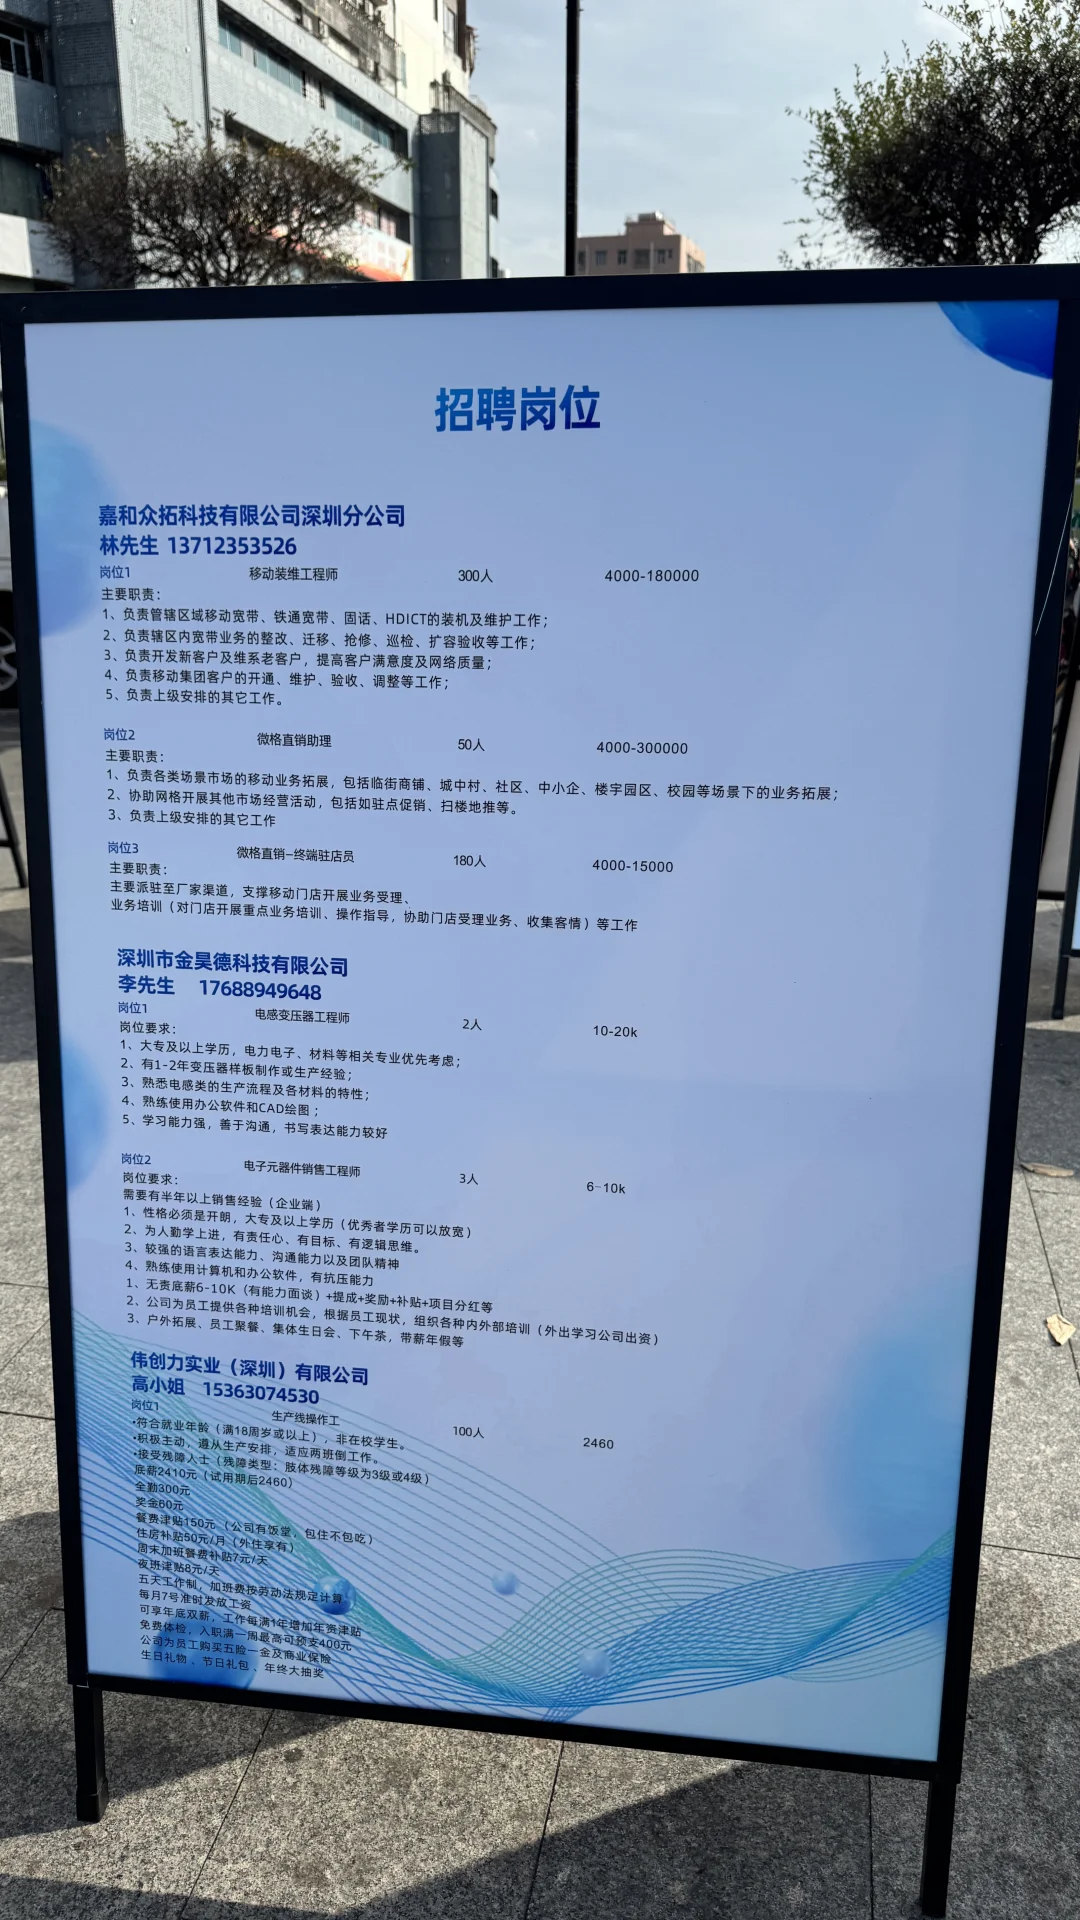 招聘岗位
嘉和众拓科技有限公司深圳分公司
林先生 13712353526
岗位1 移动装维工程师 300人 4000-180000
主要职责：
1、负责管辖区域移动宽带、铁通宽带、固话、HDICT的装机及维护工作；
2、负责辖区内宽带业务的整改、迁移、抢修、巡检、扩容验收等工作；
3、负责开发新客户及维系老客户，提高客户满意度及网络质量；
4、负责移动集团客户的开通、维护、验收、调整等工作；
5、负责上级安排的其它工作。
岗位2 微格直销助理 50人 4000-300000
主要职责：
1、负责各类场景市场的移动业务拓展，包括临街商铺、城中村、社区、中小企、楼宇园区、校园等场景下的业务拓展；
2、协助网格开展其他市场经营活动，包括如驻点促销、扫楼地推等。
3、负责上级安排的其它工作
岗位3 微格直销–终端驻店员 180人 4000-15000
主要职责：
主要派驻至厂家渠道，支撑移动门店开展业务受理、
业务培训（对门店开展重点业务培训、操作指导，协助门店受理业务、收集客情）等工作
深圳市金昊德科技有限公司
李先生 17688949648
岗位1 电感变压器工程师 2人 10-20k
岗位要求：
1、大专及以上学历，电力电子、材料等相关专业优先考虑；
2、有1-2年变压器样板制作或生产经验；
3、熟悉电感类的生产流程及各材料的特性；
4、熟练使用办公软件和CAD绘图；
5、学习能力强，善于沟通，书写表达能力较好
岗位2 电子元器件销售工程师 3人 6-10k
岗位要求：
需要有半年以上销售经验（企业端）
1、性格必须是开朗，大专及以上学历（优秀者学历可以放宽）
2、为人勤学上进，有责任心、有目标、有逻辑思维。
3、较强的语言表达能力、沟通能力以及团队精神
4、熟练使用计算机和办公软件，有抗压能力
1、无责底薪6-10K（有能力面谈）+提成+奖励+补贴+项目分红等
2、公司为员工提供各种培训机会，根据员工现状，组织各种内外部培训（外出学习公司出资）
3、户外拓展、员工聚餐、集体生日会、下午茶，带薪年假等
伟创力实业（深圳）有限公司
高小姐 15363074530
岗位1 生产线操作工 100人 2460
•符合就业年龄（满18周岁或以上），非在校学生。
•积极主动，遵从生产安排，适应两班倒工作。
•接受残障人士（残障类型：肢体残障等级为3级或4级）
底薪2410元（试用期后2460）
全勤300元
奖金60元
餐费津贴150元（公司有饭堂，包住不包吃）
住房补贴50元/月（外住享有）
周末加班餐费补贴7元/天
夜班津贴8元/天
五天工作制，加班费按劳动法规定计算
每月7号准时发放工资
可享年底双薪，工作每满1年增加年资津贴
免费体检，入职满一周最高可预支400元
公司为员工购买五险一金及商业保险
生日礼物、节日礼包、年终大抽奖